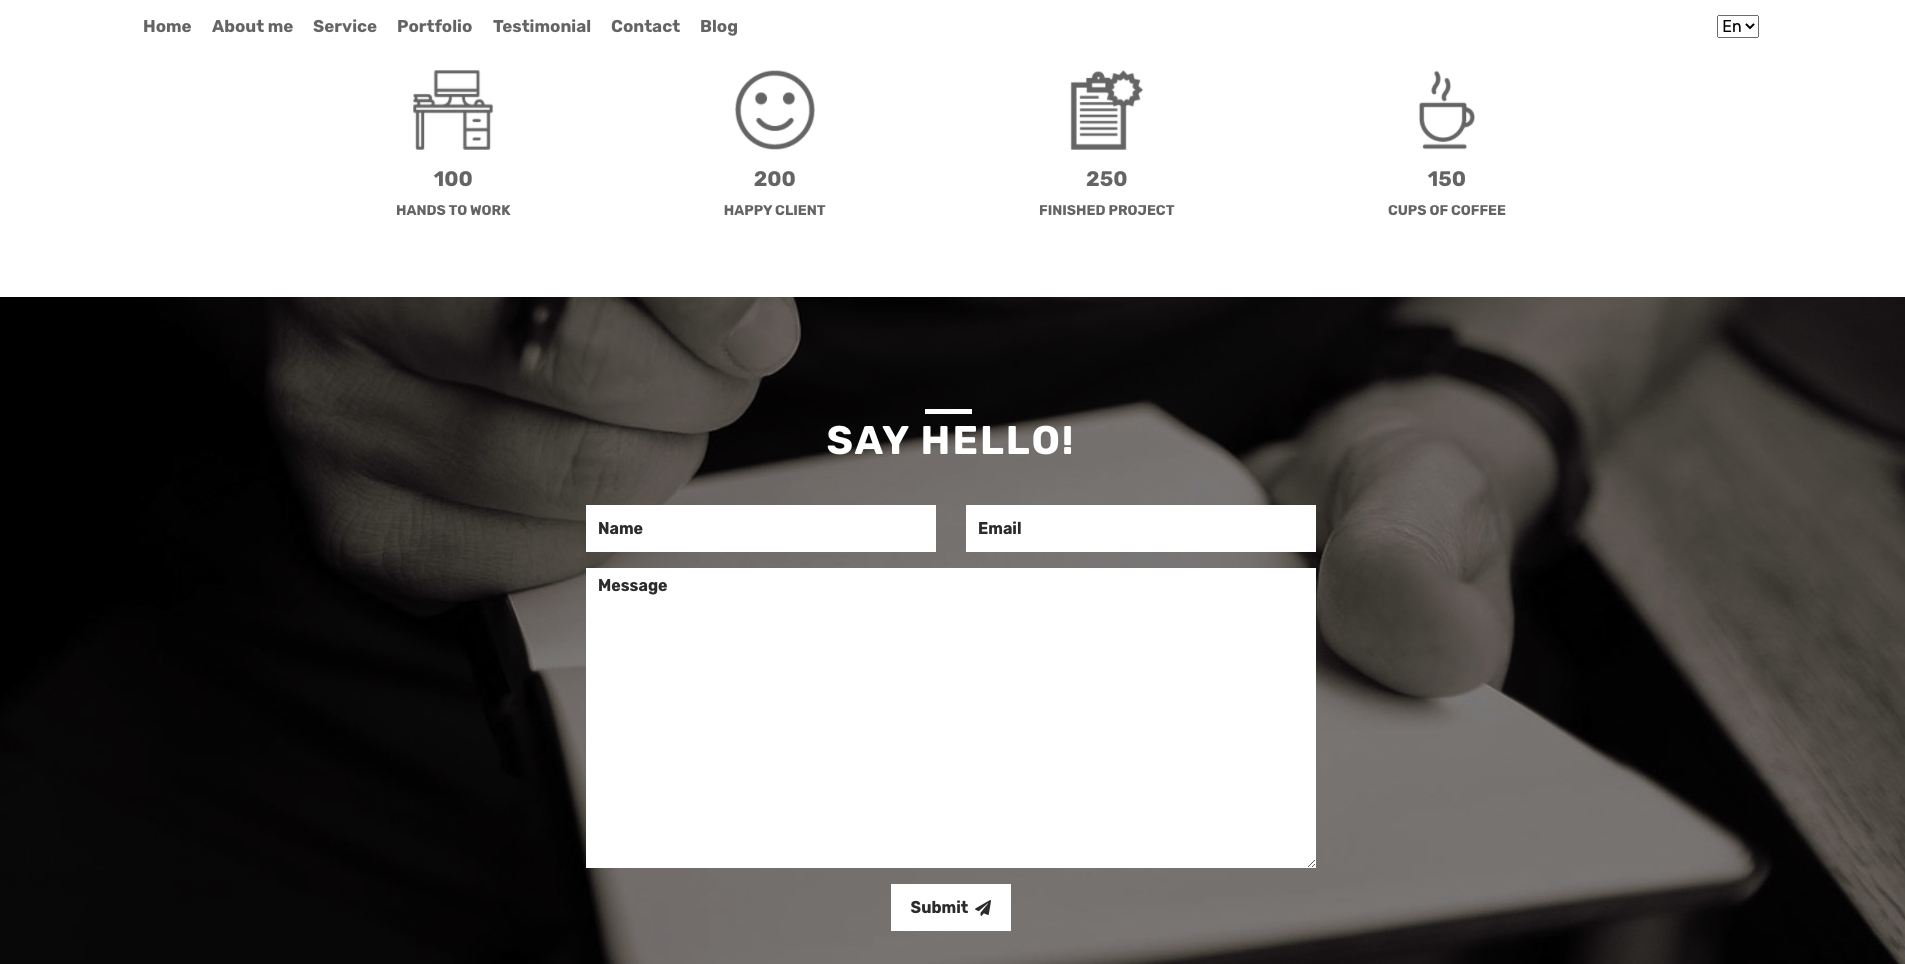 Home About me Service Portfolio Testimonial Contact Blog En
100 200 250 150
HANDS TO WORK HAPPY CLIENT FINISHED PROJECT CUPS OF COFFEE
SAY HELLO!
Name Email
Message
Submit